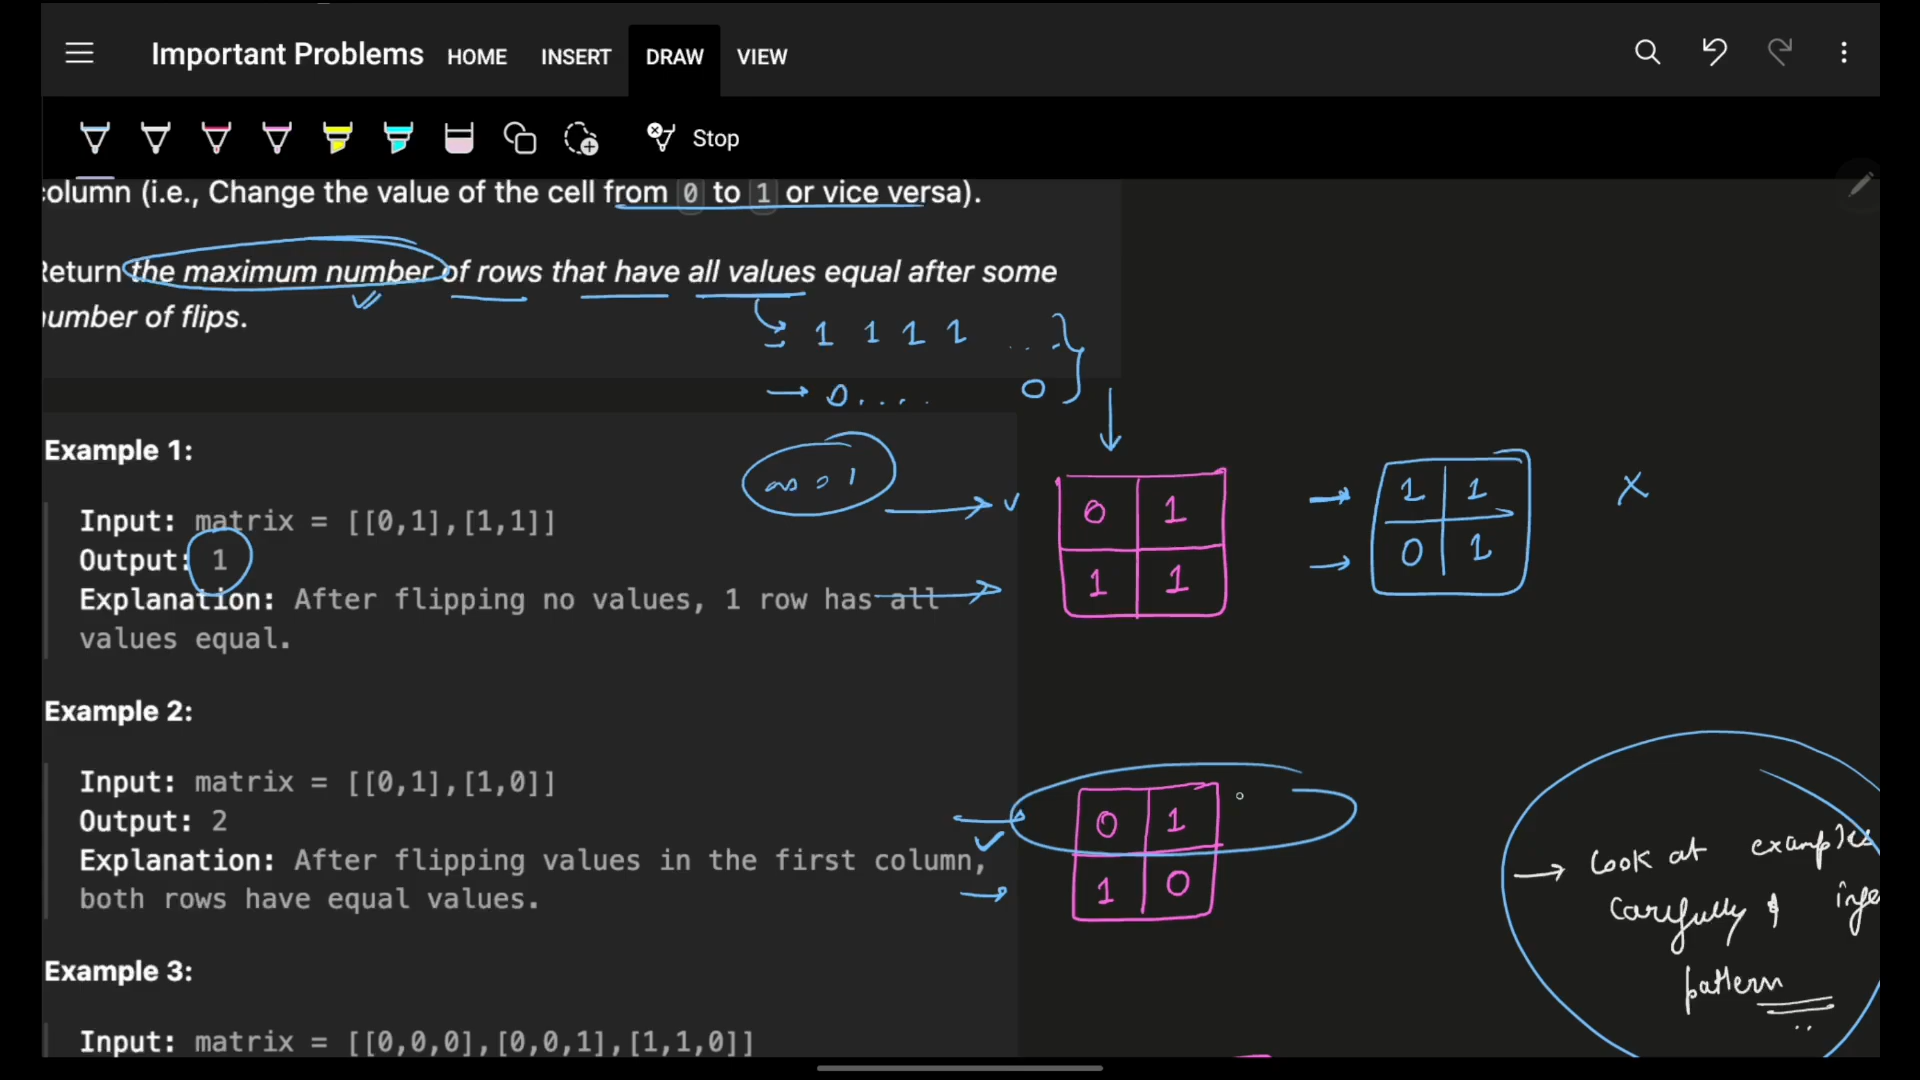 Important Problems HOME INSERT DRAW VIEW
Stop
column (i.e., Change the value of the cell from 0 to 1 or vice versa).
Return the maximum number of rows that have all values equal after some
number of flips.
1 1 1 1 ...
0.... 0
Example 1:
Input: matrix = [[0,1],[1,1]]
Output: 1
Explanation: After flipping no values, 1 row has all
values equal.
0 1
1 1
1 1
0 1
x
Example 2:
Input: matrix = [[0,1],[1,0]]
Output: 2
Explanation: After flipping values in the first column,
both rows have equal values.
0 1
1 0
→ Look at examples
carefully &
pattern
Example 3:
Input: matrix = [[0,0,0],[0,0,1],[1,1,0]]